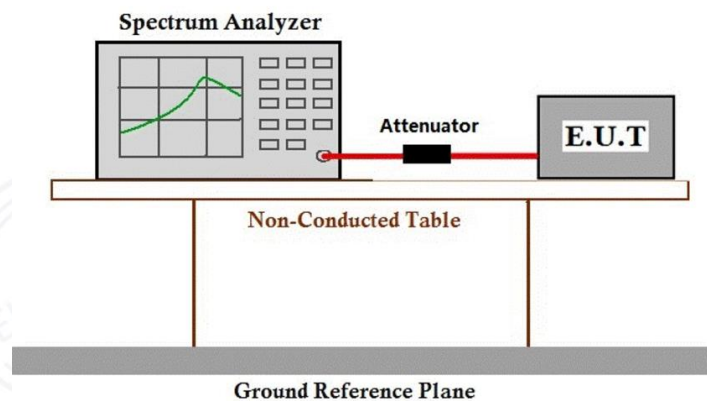 Spectrum Analyzer
Attenuator
E.U.T
Non-Conducted Table
Ground Reference Plane